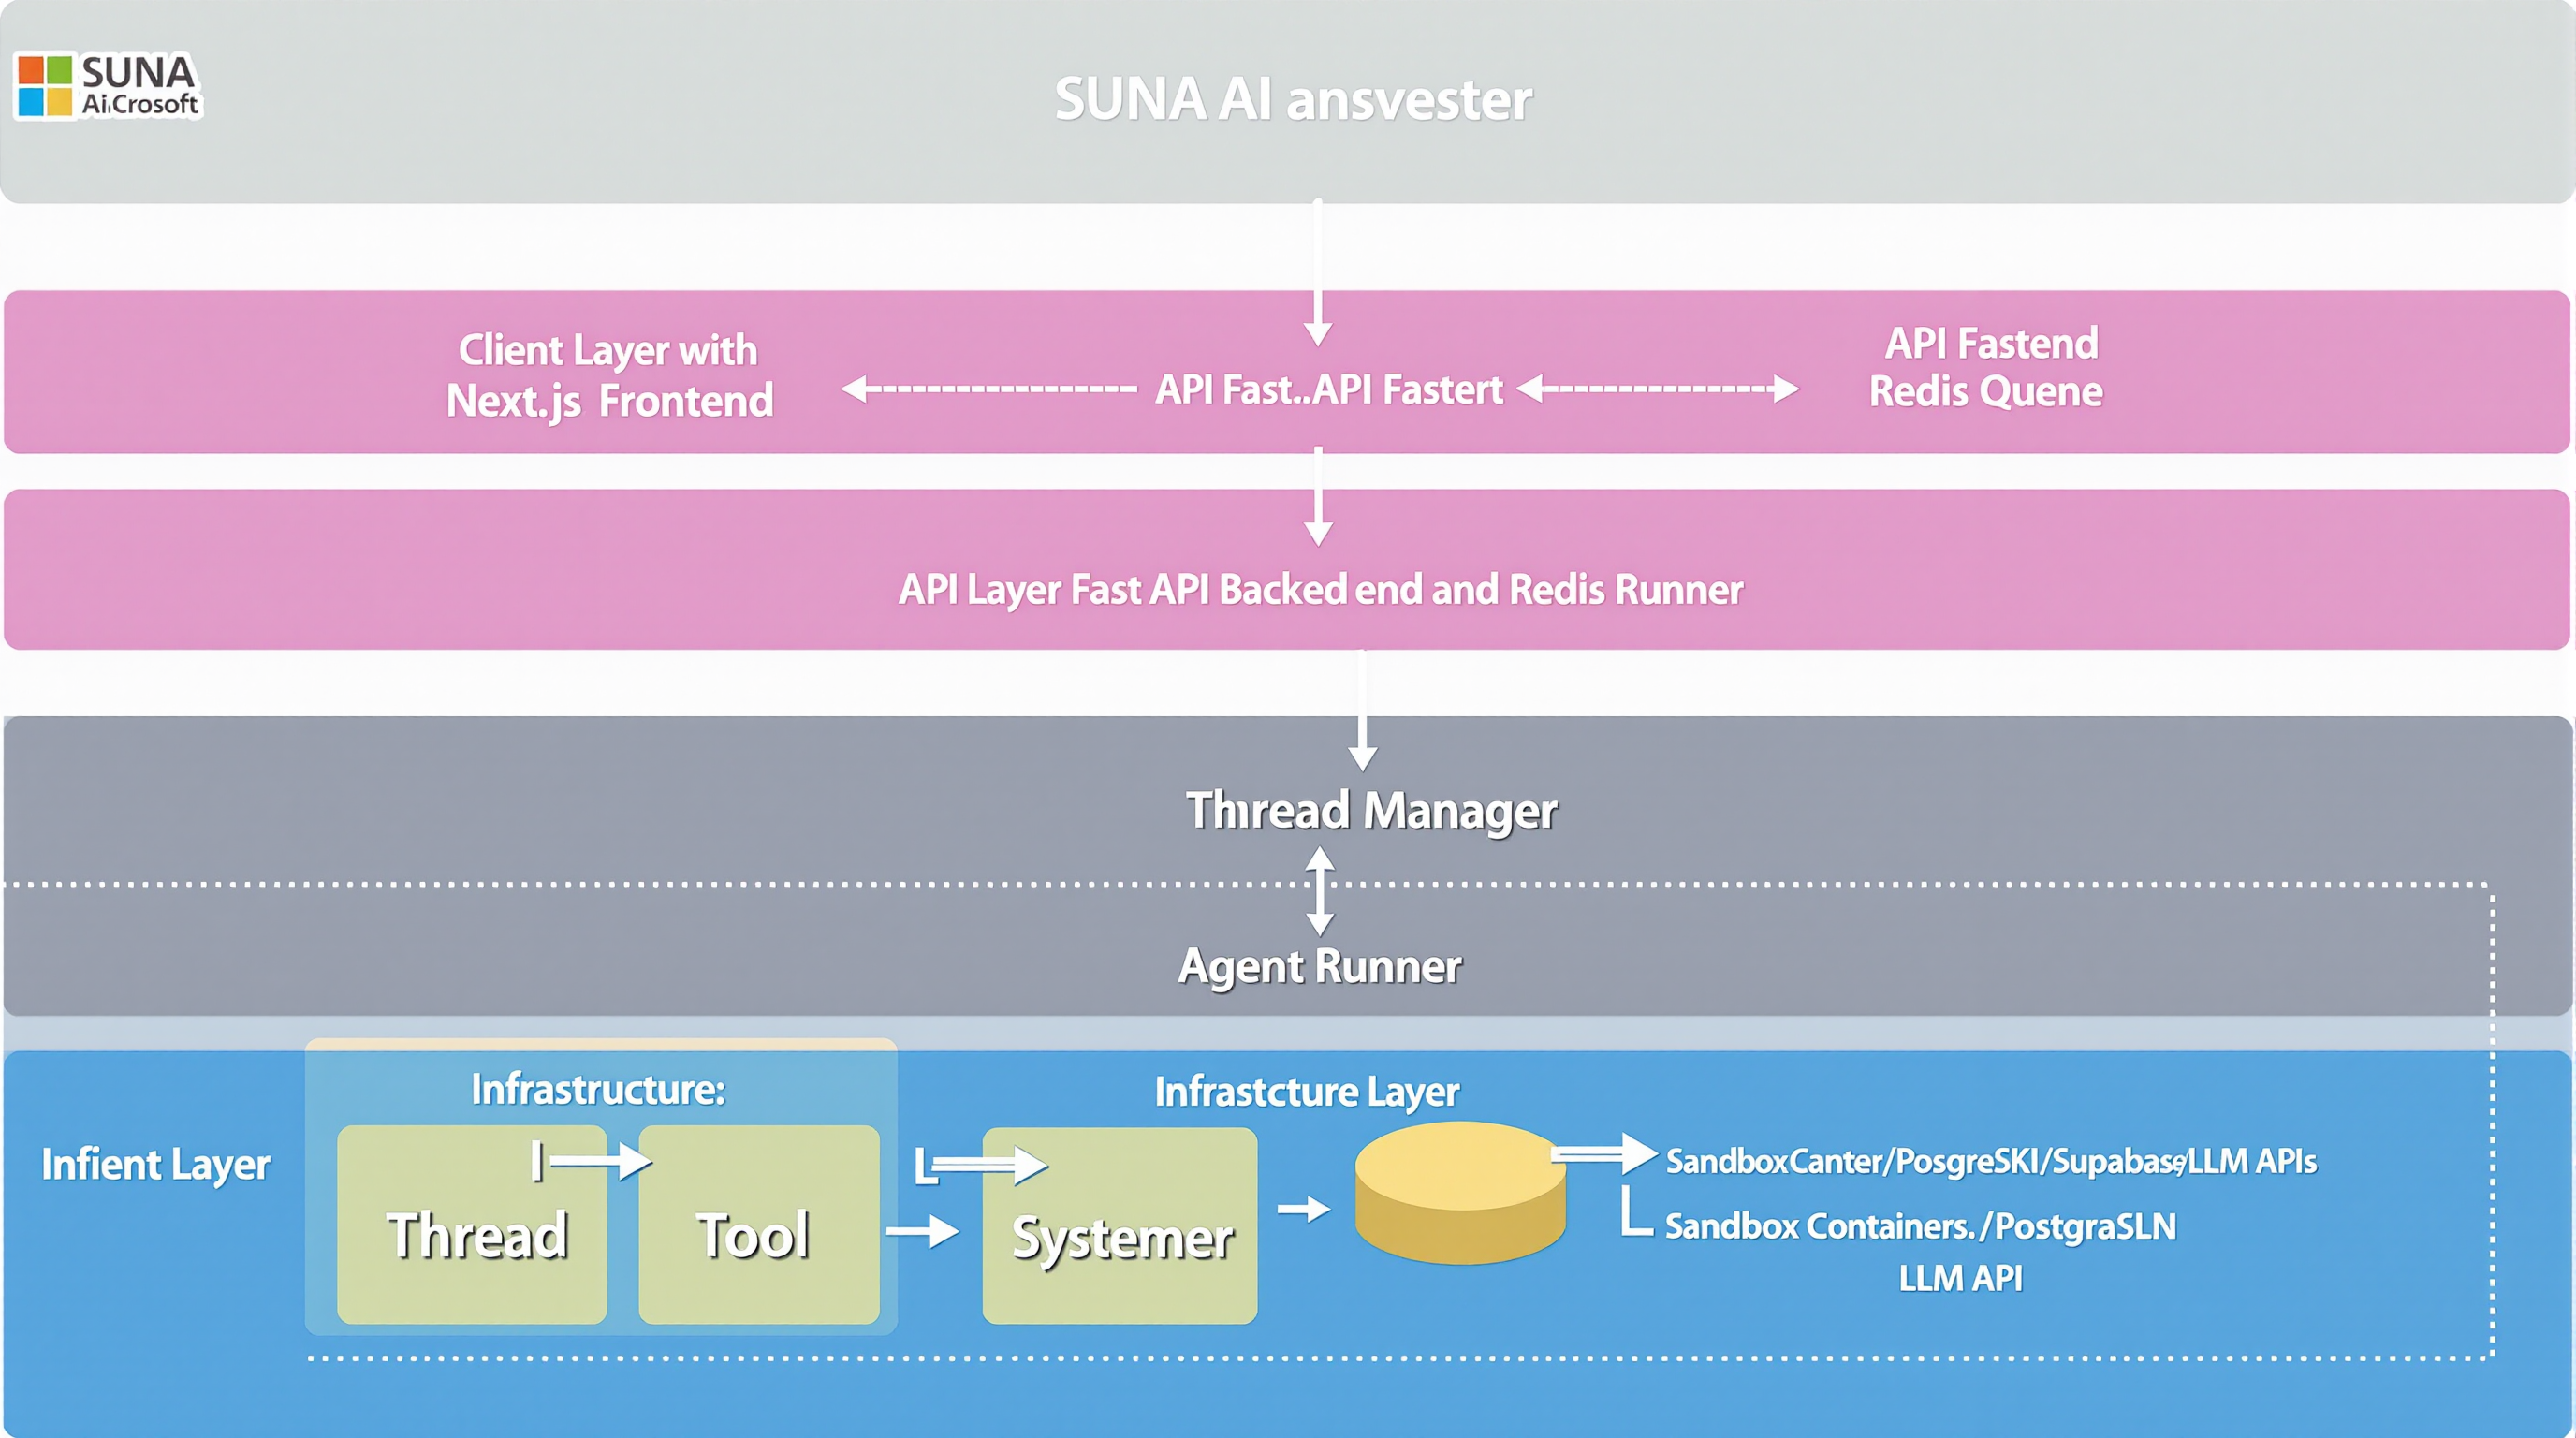 SUNA
Ai.Crosoft
SUNA AI ansvester
Client Layer with
Next.js Frontend
API Fast..API Fastert
API Fastend
Redis Quene
API Layer Fast API Backed end and Redis Runner
Thread Manager
Agent Runner
Infient Layer
Infrastructure:
Thread
Tool
Infrastcture Layer
L
Systemer
SandboxCanter/PosgreSKI/Supabase/LLM APIs
L Sandbox Containers./PostgraSLN
LLM API